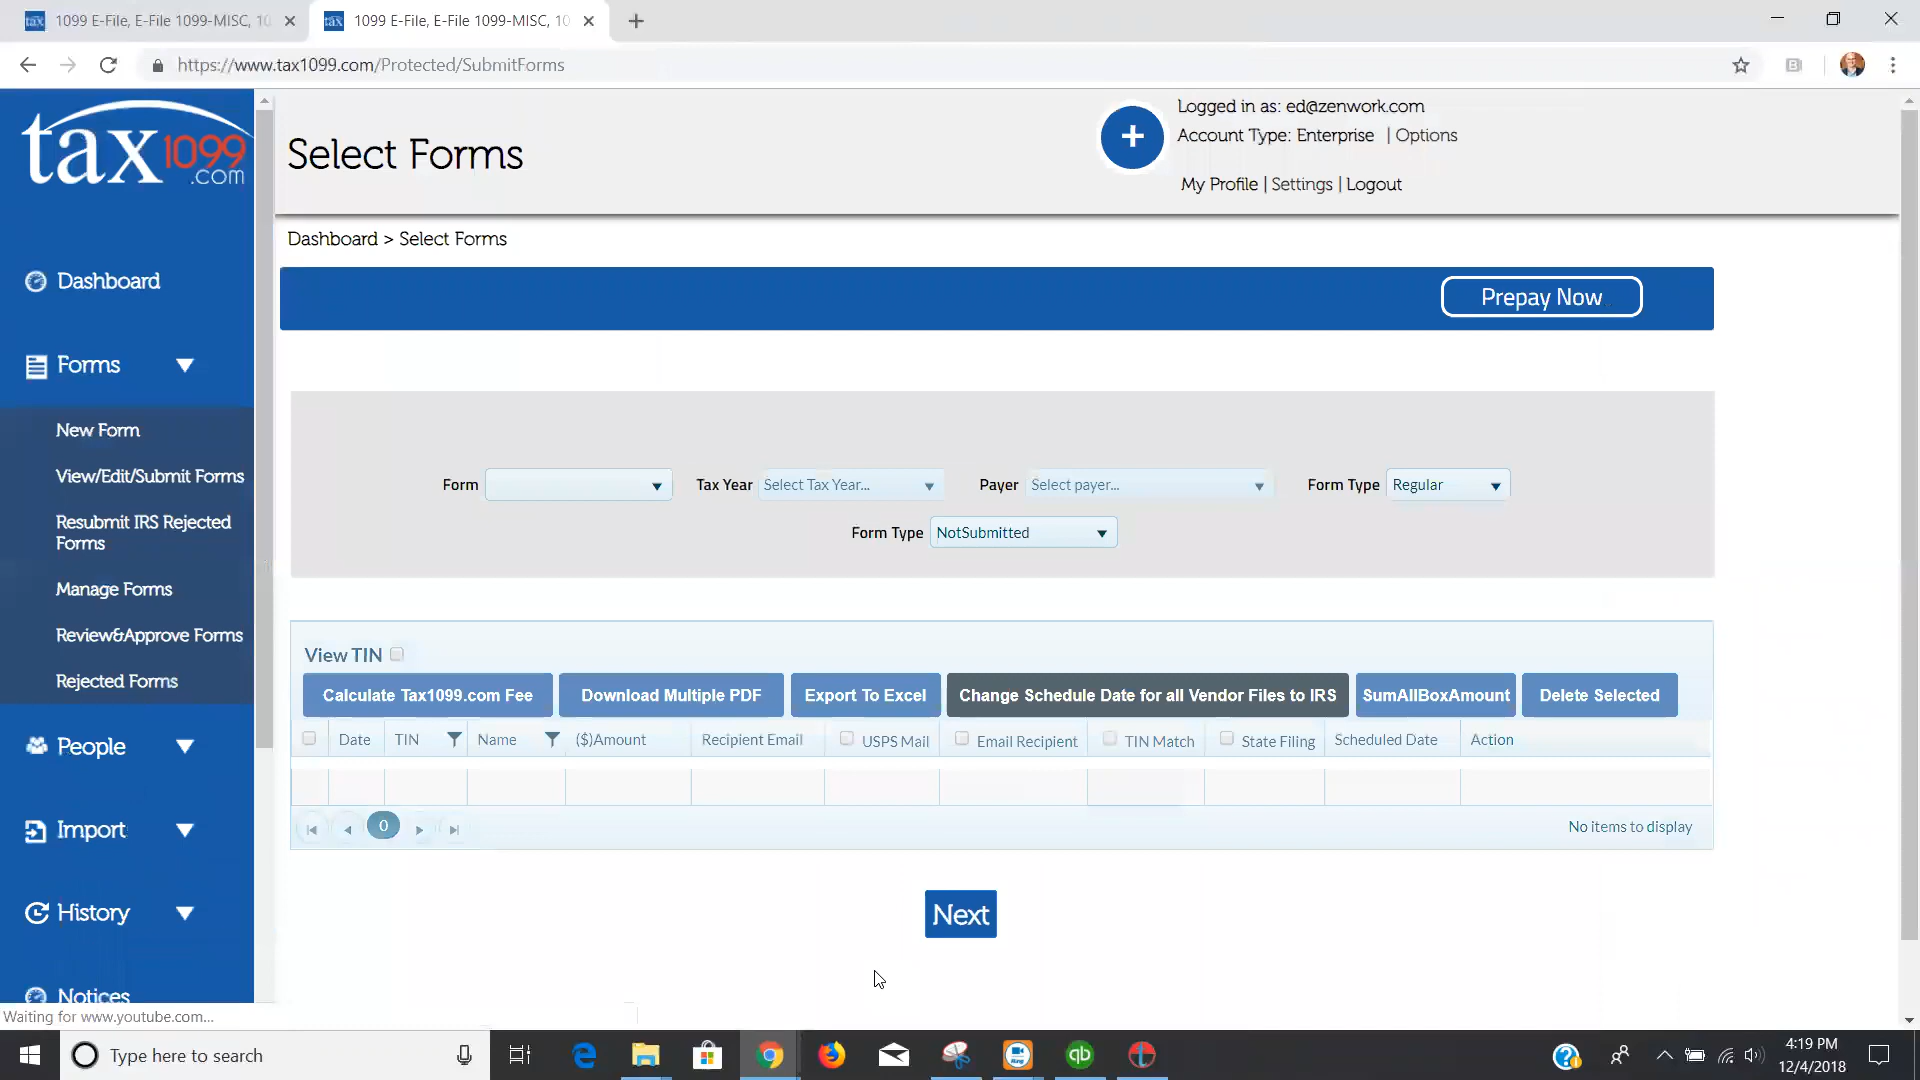 tax 1099 E-File, E-File 1099-MISC, 10
tax 1099 E-File, E-File 1099-MISC, 10
https://www.tax1099.com/Protected/SubmitForms
tax1099.com
Select Forms
+
Logged in as: ed@zenwork.com
Account Type: Enterprise | Options
My Profile | Settings | Logout
Dashboard > Select Forms
Prepay Now
Dashboard
Forms
New Form
View/Edit/Submit Forms
Resubmit IRS Rejected
Forms
Manage Forms
Review&Approve Forms
Rejected Forms
People
Import
History
Notices
Form
Tax Year Select Tax Year...
Payer Select payer...
Form Type Regular
Form Type NotSubmitted
View TIN
Calculate Tax1099.com Fee
Download Multiple PDF
Export To Excel
Change Schedule Date for all Vendor Files to IRS
SumAllBoxAmount
Delete Selected
Date TIN Name ($)Amount Recipient Email USPS Mail Email Recipient TIN Match State Filing Scheduled Date Action
0
No items to display
Next
Waiting for www.youtube.com...
Type here to search
4:19 PM
12/4/2018